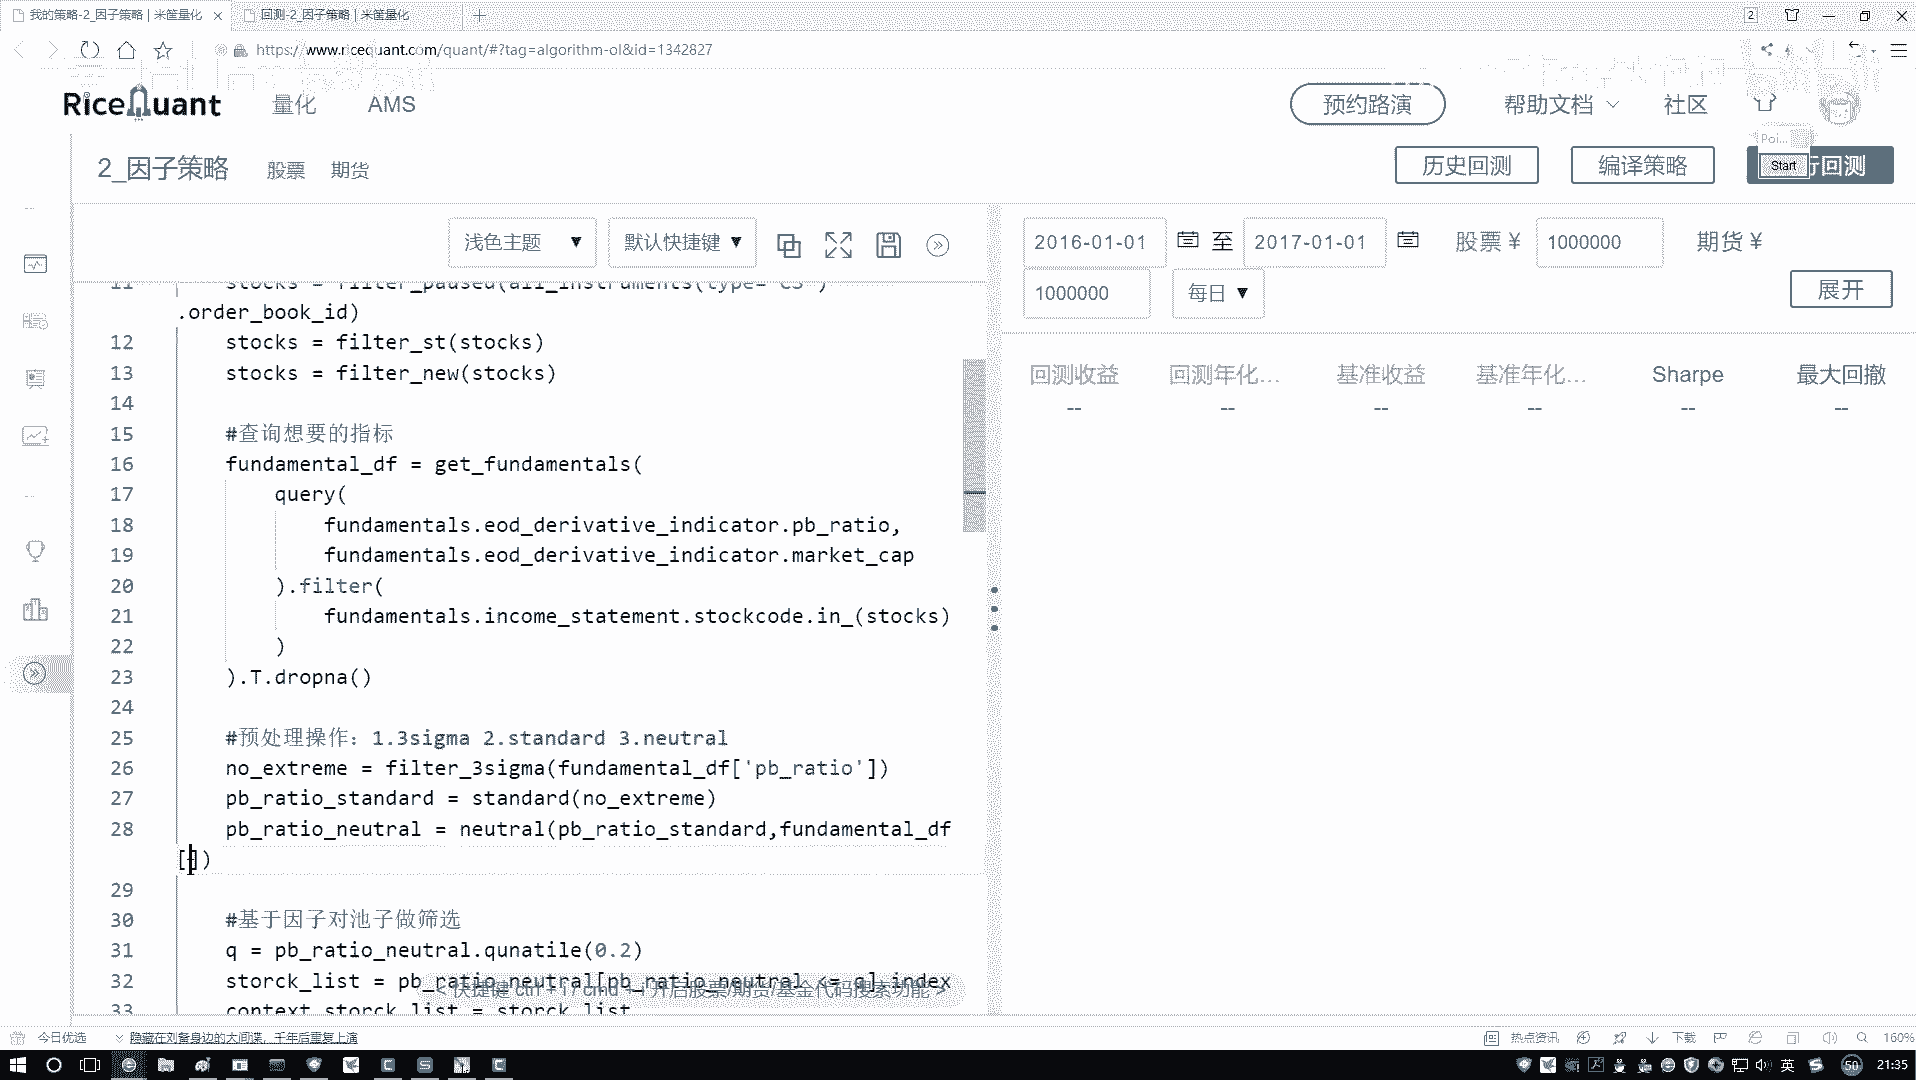 我的策略-2_因子策略 | 米筐量化
回测-2_因子策略 | 米筐量化
2
https://www.ricequant.com/quant/#?tag=algorithm-ol&id=1342827
RiceQuant
量化
AMS
预约路演
帮助文档
社区
Poi...
2_因子策略
股票
期货
历史回测
编译策略
Start
行回测
浅色主题
默认快捷键
2016-01-01
至
2017-01-01
股票 ¥
1000000
期货 ¥
1000000
每日
展开
回测收益
回测年化...
基准收益
基准年化...
Sharpe
最大回撤
--
--
--
--
--
--
11 stocks = filter_paused(all_instruments(type='CS')
.order_book_id)
12 stocks = filter_st(stocks)
13 stocks = filter_new(stocks)
14
15 #查询想要的指标
16 fundamental_df = get_fundamentals(
17 query(
18 fundamentals.eod_derivative_indicator.pb_ratio,
19 fundamentals.eod_derivative_indicator.market_cap
20 ).filter(
21 fundamentals.income_statement.stockcode.in_(stocks)
22 )
23 ).T.dropna()
24
25 #预处理操作：1.3sigma 2.standard 3.neutral
26 no_extreme = filter_3sigma(fundamental_df['pb_ratio'])
27 pb_ratio_standard = standard(no_extreme)
28 pb_ratio_neutral = neutral(pb_ratio_standard,fundamental_df
[])
29
30 #基于因子对池子做筛选
31 q = pb_ratio_neutral.qunatile(0.2)
32 storck_list = pb_ratio_neutral[pb_ratio_neutral <= q].index
33 context.storck_list = storck_list
< 快捷键 ctrl + i / cmd + i 开启股票/期货/基金代码搜索功能 >
今日优选
隐藏在刘备身边的大间谍，千年后重复上演
热点资讯
下载
160%
英
50
21:35